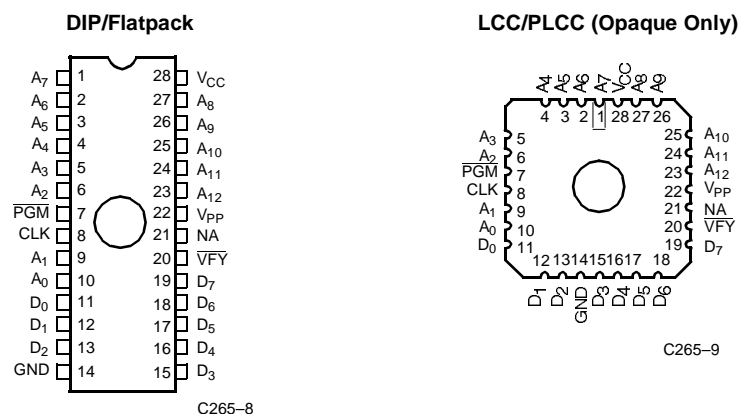 DIP/Flatpack
A7 1 28 VCC
A6 2 27 A8
A5 3 26 A9
A4 4 25 A10
A3 5 24 A11
A2 6 23 A12
PGM 7 22 VPP
CLK 8 21 NA
A1 9 20 VFY
A0 10 19 D7
D0 11 18 D6
D1 12 17 D5
D2 13 16 D4
GND 14 15 D3
C265–8
LCC/PLCC (Opaque Only)
A4 A5 A6 A7 VCC A8 A9
4 3 2 1 28 27 26
A3 5 25 A10
A2 6 24 A11
PGM 7 23 A12
CLK 8 22 VPP
A1 9 21 NA
A0 10 20 VFY
D0 11 19 D7
12 13 14 15 16 17 18
D1 D2 GND D3 D4 D5 D6
C265–9